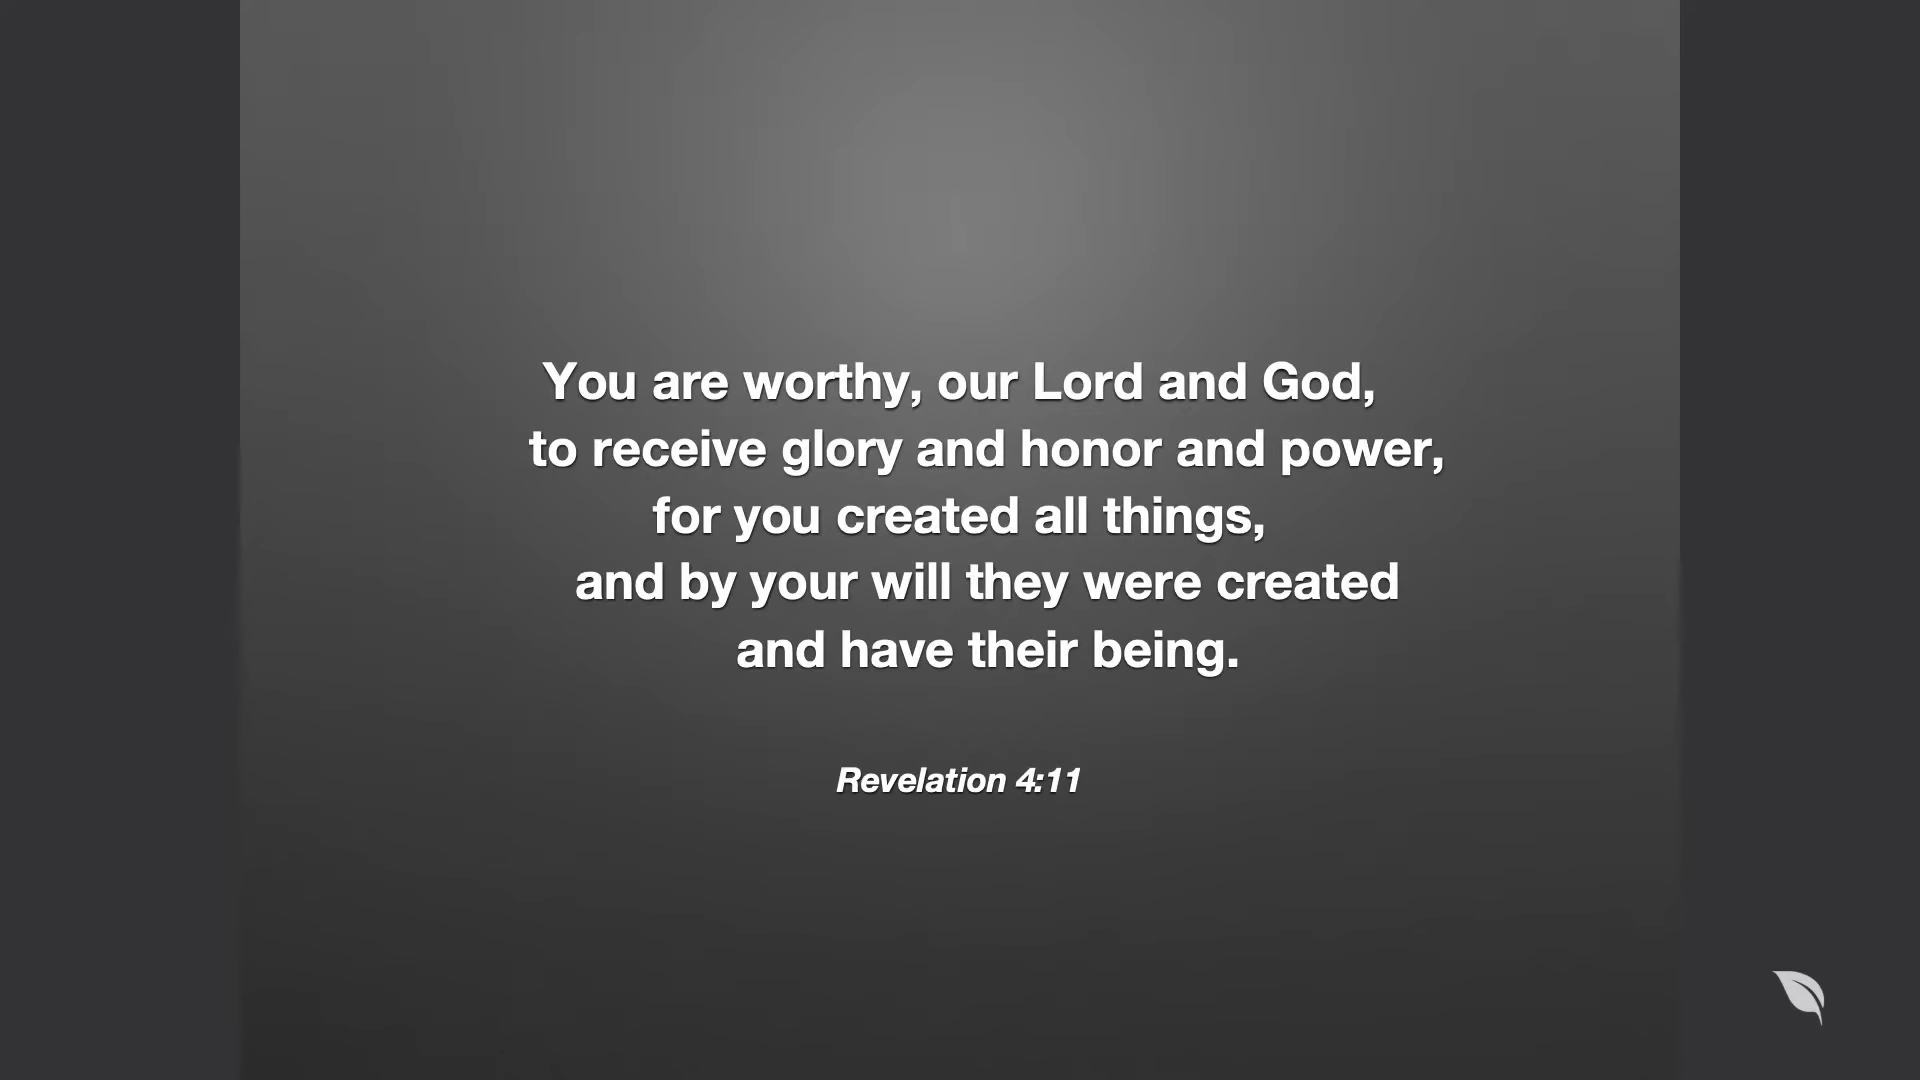 You are worthy, our Lord and God,
to receive glory and honor and power,
for you created all things,
and by your will they were created
and have their being.
Revelation 4:11